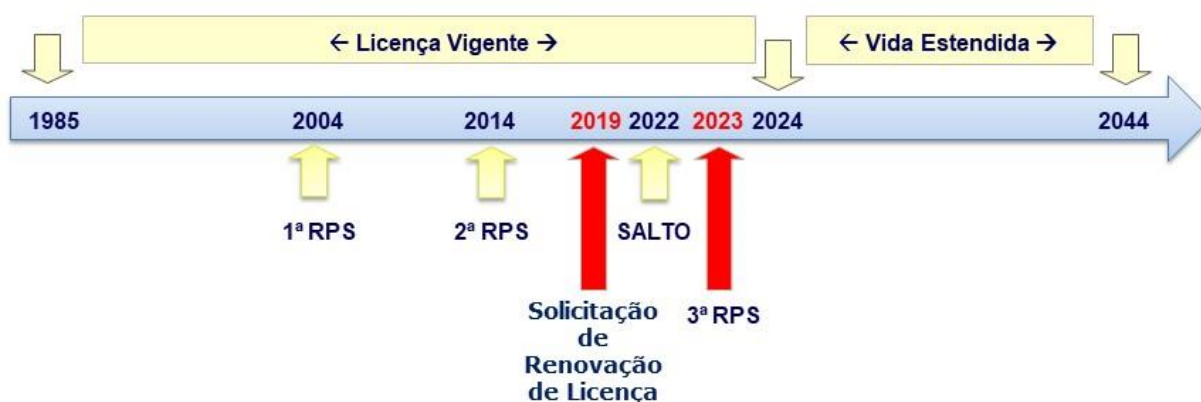 ← Licença Vigente →
← Vida Estendida →
1985 2004 2014 2019 2022 2023 2024 2044
1ª RPS
2ª RPS
SALTO
Solicitação
de
Renovação
de Licença
3ª RPS